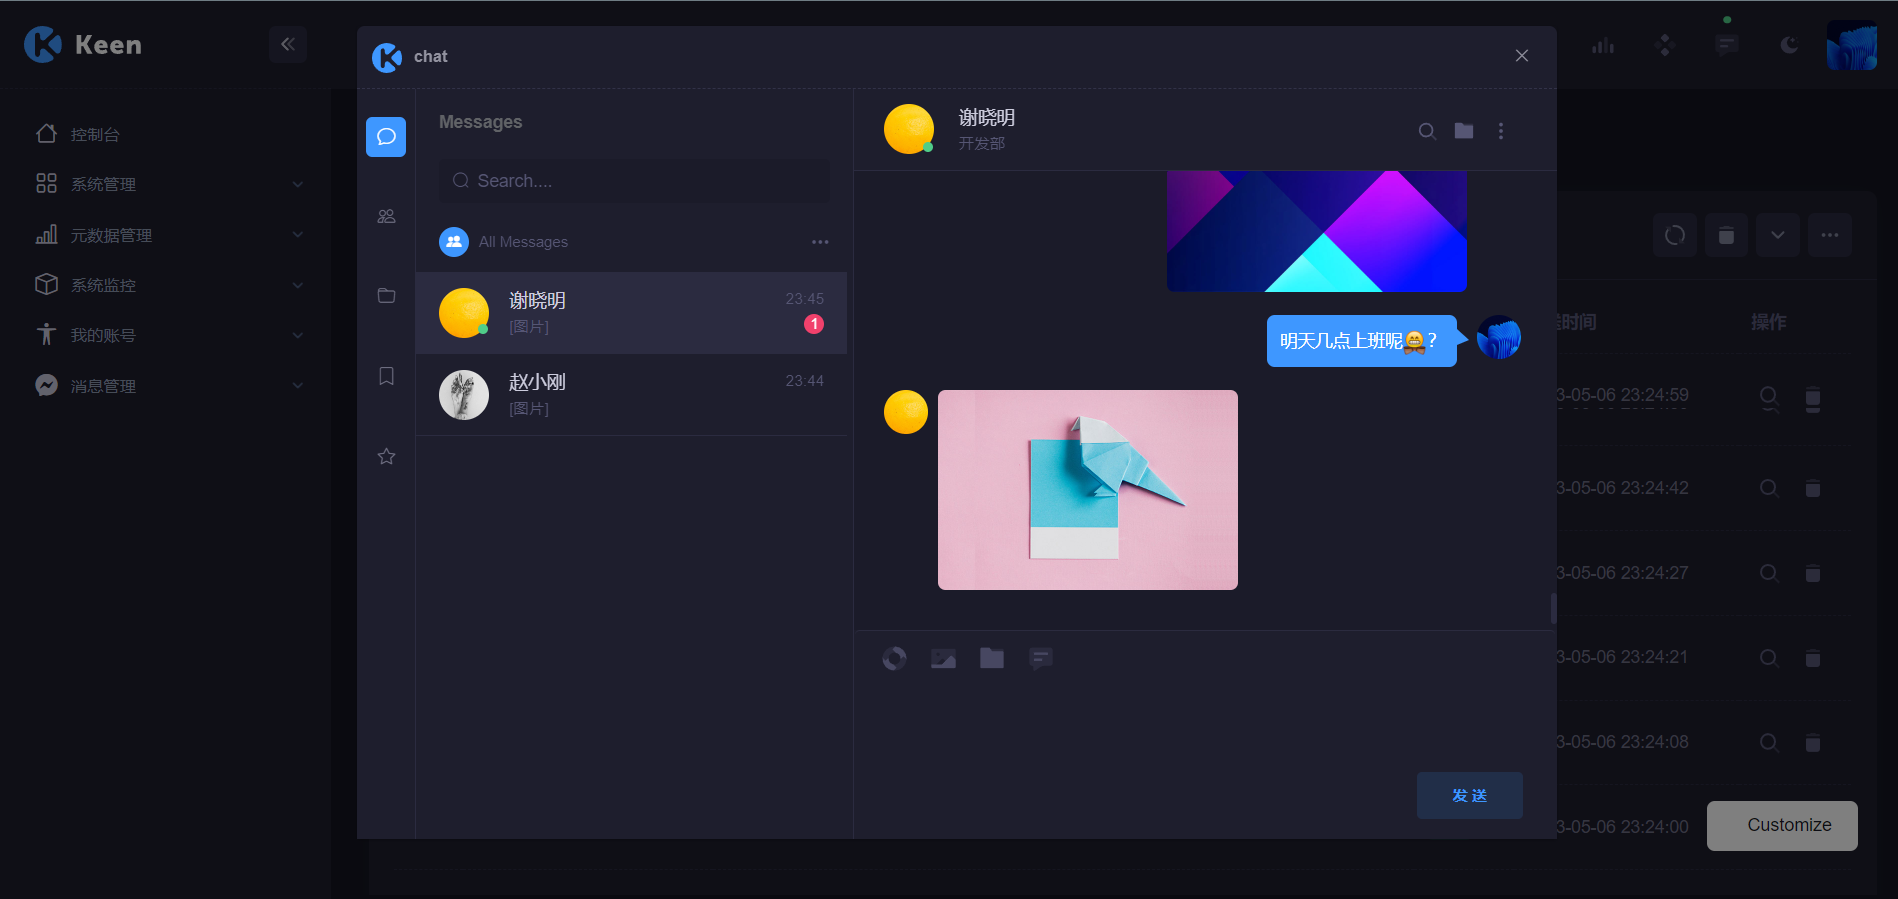 Keen
控制台
系统管理
元数据管理
系统监控
我的账号
消息管理
chat
Messages
Search....
All Messages
谢晓明
23:45
[图片]
1
赵小刚
23:44
[图片]
谢晓明
开发部
明天几点上班呢?
发 送
时间
操作
3-05-06 23:24:59
3-05-06 23:24:42
3-05-06 23:24:27
3-05-06 23:24:21
3-05-06 23:24:08
3-05-06 23:24:00
Customize